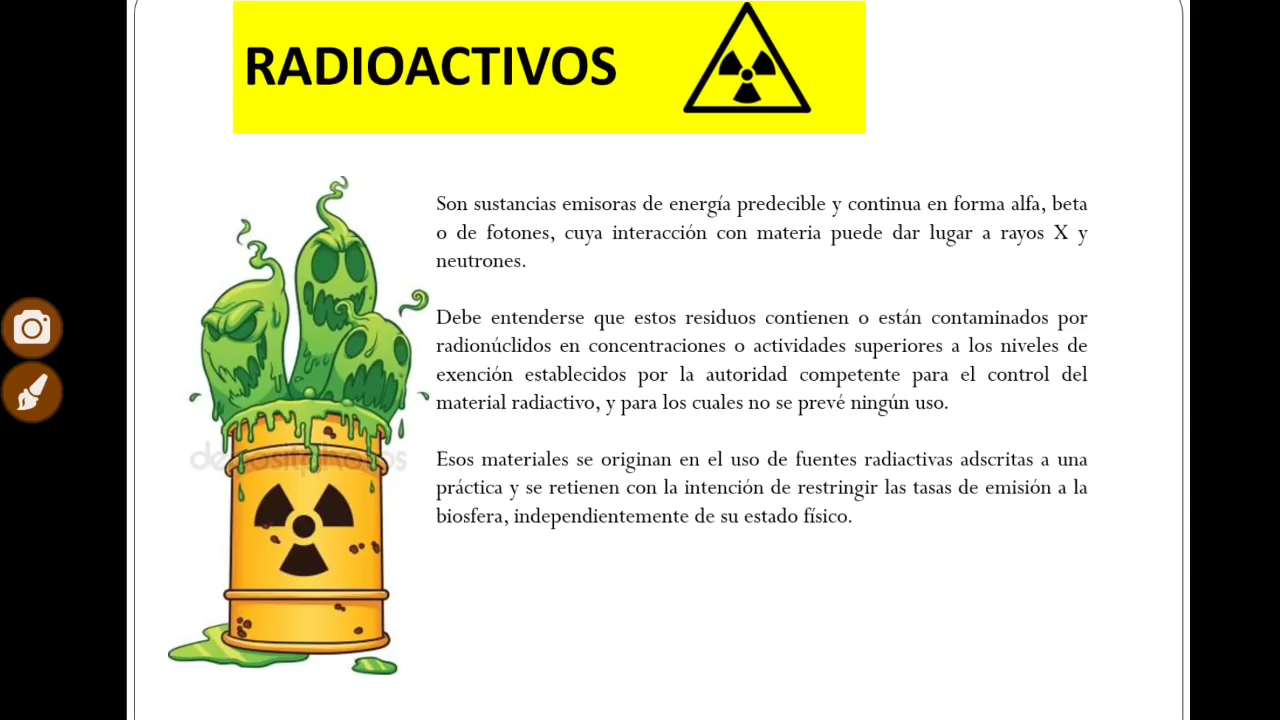 RADIOACTIVOS
Son sustancias emisoras de energía predecible y continua en forma alfa, beta
o de fotones, cuya interacción con materia puede dar lugar a rayos X y
neutrones.
Debe entenderse que estos residuos contienen o están contaminados por
radionúclidos en concentraciones o actividades superiores a los niveles de
exención establecidos por la autoridad competente para el control del
material radiactivo, y para los cuales no se prevé ningún uso.
Esos materiales se originan en el uso de fuentes radiactivas adscritas a una
práctica y se retienen con la intención de restringir las tasas de emisión a la
biosfera, independientemente de su estado físico.
depositphotos